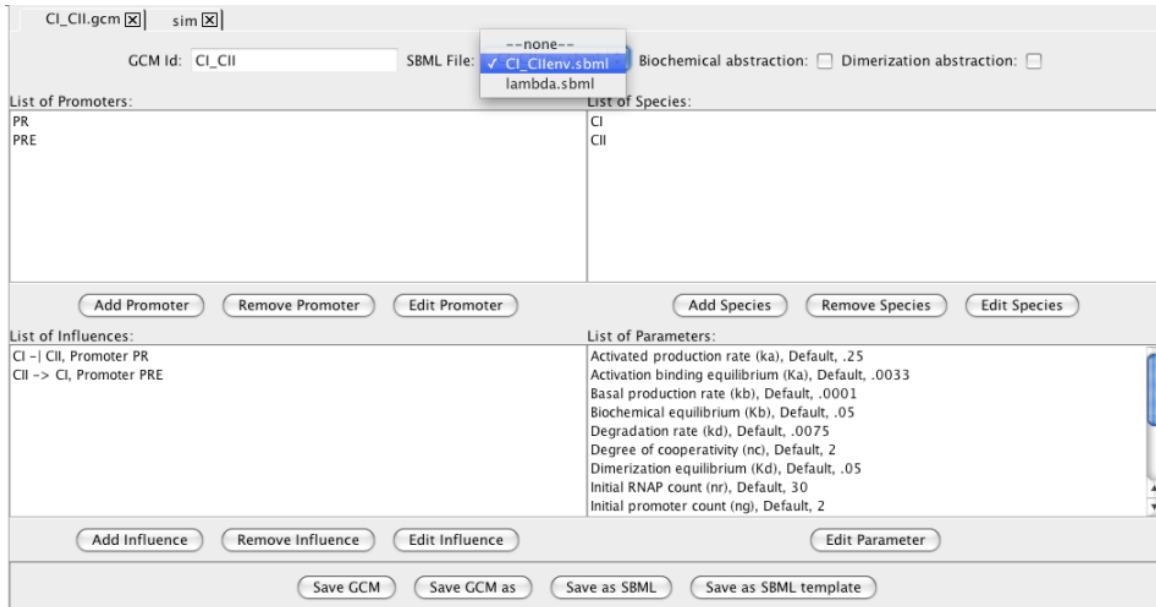 CI_CII.gcm
sim
GCM Id: CI_CII
SBML File:
--none--
✓ CI_CIIenv.sbml
lambda.sbml
Biochemical abstraction:
Dimerization abstraction:
List of Promoters:
PR
PRE
Add Promoter
Remove Promoter
Edit Promoter
List of Species:
CI
CII
Add Species
Remove Species
Edit Species
List of Influences:
CI -| CII, Promoter PR
CII -> CI, Promoter PRE
Add Influence
Remove Influence
Edit Influence
List of Parameters:
Activated production rate (ka), Default, .25
Activation binding equilibrium (Ka), Default, .0033
Basal production rate (kb), Default, .0001
Biochemical equilibrium (Kb), Default, .05
Degradation rate (kd), Default, .0075
Degree of cooperativity (nc), Default, 2
Dimerization equilibrium (Kd), Default, .05
Initial RNAP count (nr), Default, 30
Initial promoter count (ng), Default, 2
Edit Parameter
Save GCM
Save GCM as
Save as SBML
Save as SBML template